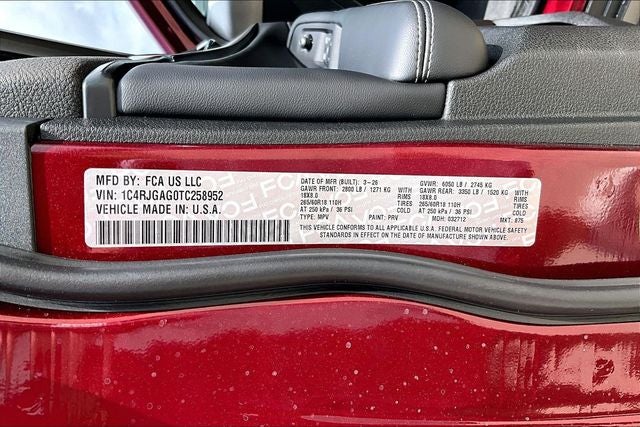 MFD BY: FCA US LLC
VIN: 1C4RJGAG0TC258952
VEHICLE MADE IN U.S.A.
DATE OF MFR (BUILT): 3-26
GAWR FRONT: 2800 LB / 1271 KG WITH
18X8.0 RIMS
265/60R18 110H TIRES
AT 250 kPa / 36 PSI
TYPE: MPV PAINT: PRV
GVWR: 6050 LB / 2745 KG
GAWR REAR: 3350 LB / 1520 KG WITH
18X8.0 RIMS
265/60R18 110H TIRES
AT 250 kPa / 36 PSI
MDH: 032712 MKT: 875
THIS VEHICLE CONFORMS TO ALL APPLICABLE U.S.A. FEDERAL MOTOR VEHICLE SAFETY
STANDARDS IN EFFECT ON THE DATE OF MANUFACTURE SHOWN ABOVE.